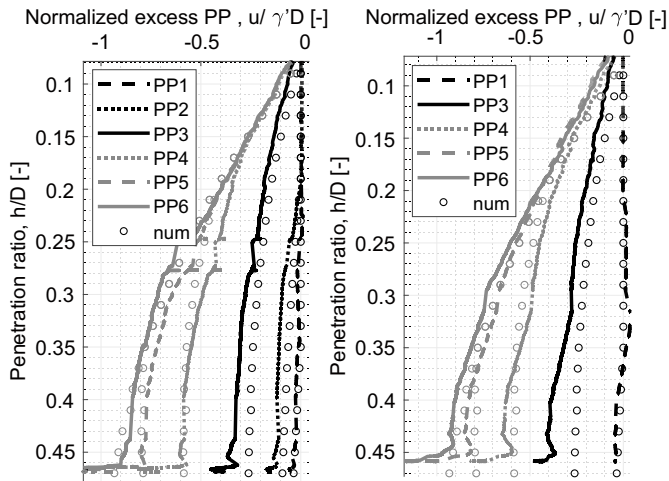 Normalized excess PP , u/ γ'D [-]
-1
-0.5
0
Penetration ratio, h/D [-]
0.1
0.15
0.2
0.25
0.3
0.35
0.4
0.45
PP1
PP2
PP3
PP4
PP5
PP6
num
Normalized excess PP , u/ γ'D [-]
-1
-0.5
0
Penetration ratio, h/D [-]
0.1
0.15
0.2
0.25
0.3
0.35
0.4
0.45
PP1
PP3
PP4
PP5
PP6
num